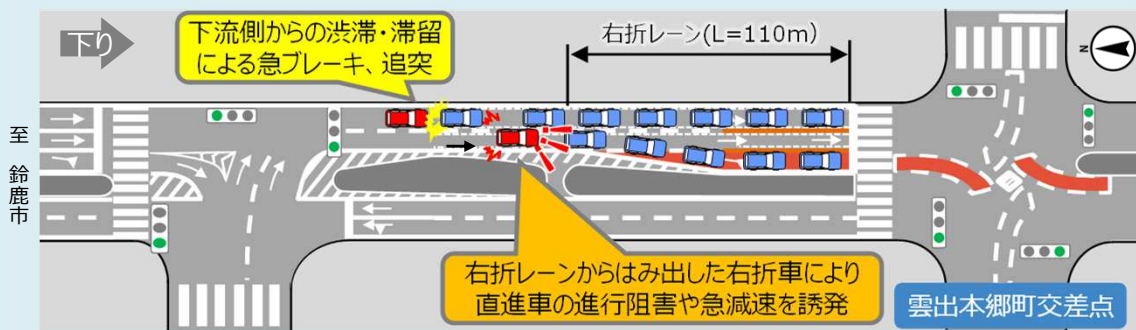 下り
下流側からの渋滞・滞留
による急ブレーキ、追突
右折レーン(L=110m)
N
至 鈴鹿市
右折レーンからはみ出した右折車により
直進車の進行阻害や急減速を誘発
雲出本郷町交差点